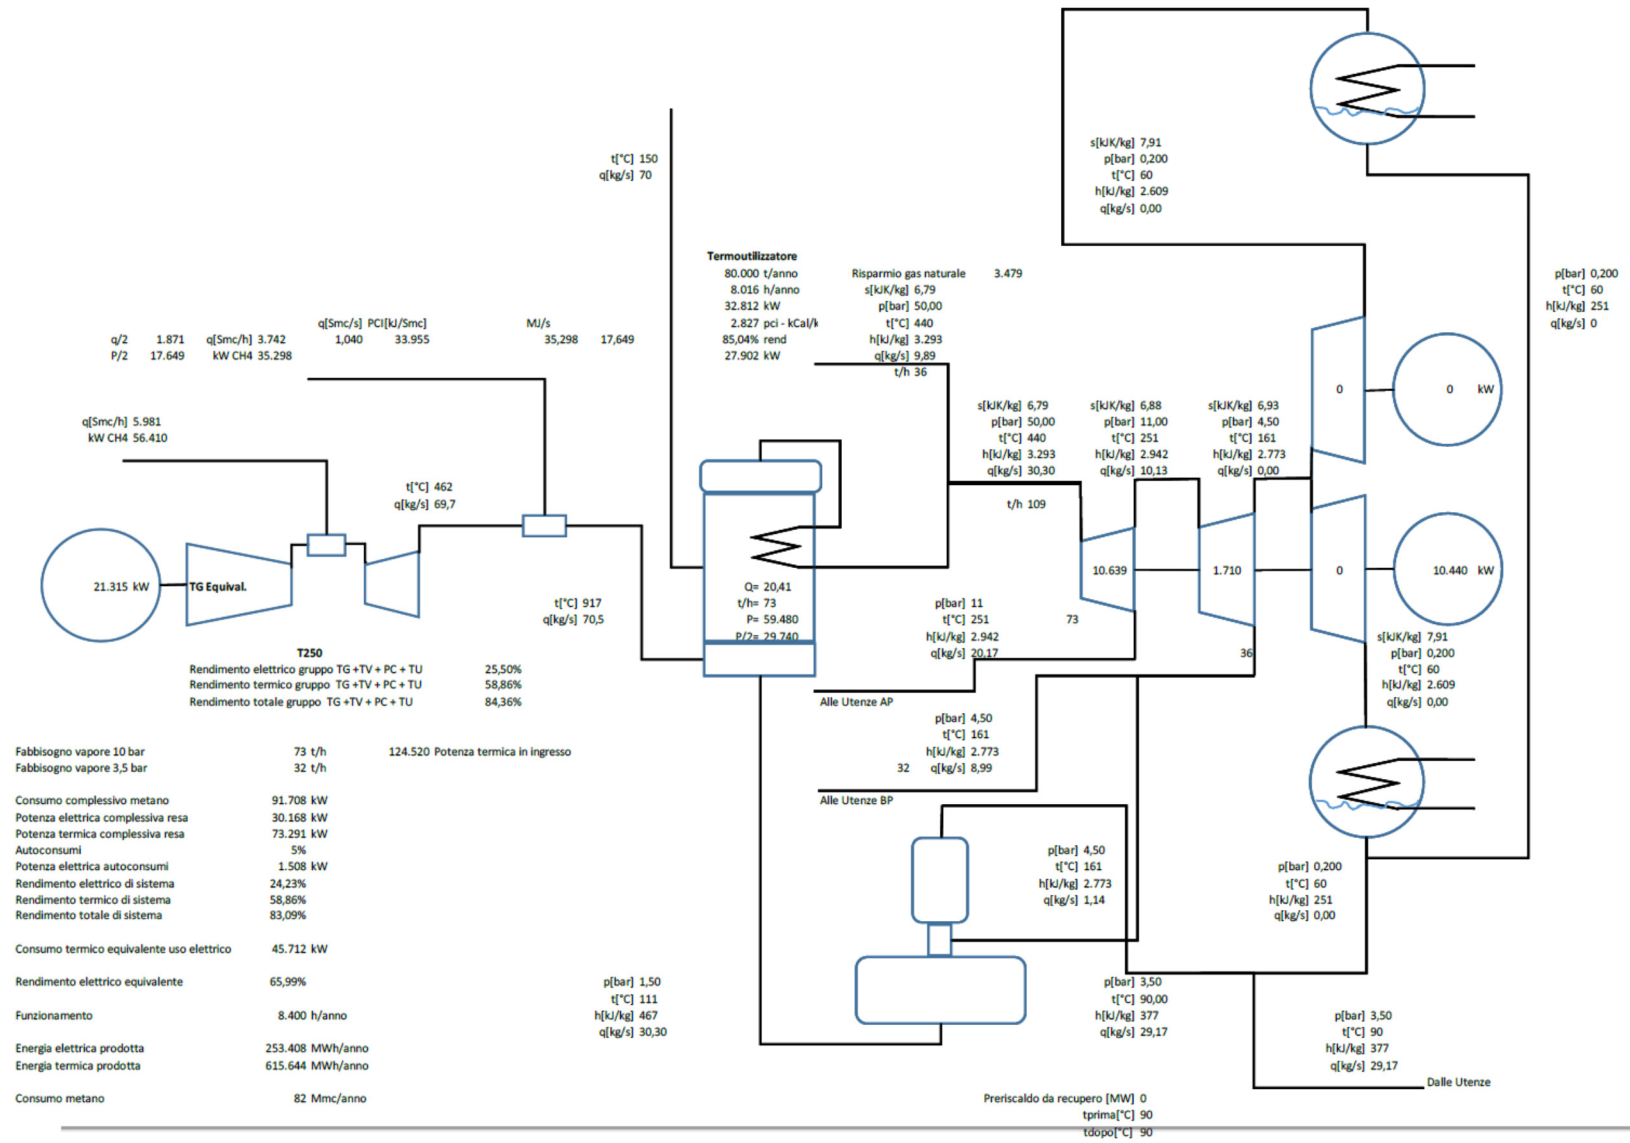 s[kJK/kg] 7,91
p[bar] 0,200
t[°C] 60
h[kJ/kg] 2.609
q[kg/s] 0,00
t[°C] 150
q[kg/s] 70
p[bar] 0,200
t[°C] 60
h[kJ/kg] 251
q[kg/s] 0
Termoutilizzatore
80.000 t/anno
8.016 h/anno
32.812 kW
2.827 pci - kCal/k
85,04% rend
27.902 kW
Risparmio gas naturale 3.479
s[kJK/kg] 6,79
p[bar] 50,00
t[°C] 440
h[kJ/kg] 3.293
q[kg/s] 9,89
t/h 36
q[Smc/s] PCI[kJ/Smc] MJ/s
q/2 1.871 q[Smc/h] 3.742 1,040 33.955 35,298 17,649
P/2 17.649 kW CH4 35.298
q[Smc/h] 5.981
kW CH4 56.410
t[°C] 462
q[kg/s] 69,7
s[kJK/kg] 6,79
p[bar] 50,00
t[°C] 440
h[kJ/kg] 3.293
q[kg/s] 30,30
t/h 109
s[kJK/kg] 6,88
p[bar] 11,00
t[°C] 251
h[kJ/kg] 2.942
q[kg/s] 10,13
s[kJK/kg] 6,93
p[bar] 4,50
t[°C] 161
h[kJ/kg] 2.773
q[kg/s] 0,00
0
0 kW
21.315 kW
TG Equival.
t[°C] 917
q[kg/s] 70,5
Q= 20,41
t/h= 73
P= 59.480
P/2= 29.740
10.639
1.710
0
10.440 kW
p[bar] 11
t[°C] 251
h[kJ/kg] 2.942
q[kg/s] 20,17
73
36
s[kJK/kg] 7,91
p[bar] 0,200
t[°C] 60
h[kJ/kg] 2.609
q[kg/s] 0,00
T250
Rendimento elettrico gruppo TG +TV + PC + TU 25,50%
Rendimento termico gruppo TG +TV + PC + TU 58,86%
Rendimento totale gruppo TG +TV + PC + TU 84,36%
Alle Utenze AP
p[bar] 4,50
t[°C] 161
h[kJ/kg] 2.773
32 q[kg/s] 8,99
Alle Utenze BP
Fabbisogno vapore 10 bar 73 t/h 124.520 Potenza termica in ingresso
Fabbisogno vapore 3,5 bar 32 t/h
Consumo complessivo metano 91.708 kW
Potenza elettrica complessiva resa 30.168 kW
Potenza termica complessiva resa 73.291 kW
Autoconsumi 5%
Potenza elettrica autoconsumi 1.508 kW
Rendimento elettrico di sistema 24,23%
Rendimento termico di sistema 58,86%
Rendimento totale di sistema 83,09%
Consumo termico equivalente uso elettrico 45.712 kW
Rendimento elettrico equivalente 65,99%
Funzionamento 8.400 h/anno
Energia elettrica prodotta 253.408 MWh/anno
Energia termica prodotta 615.644 MWh/anno
Consumo metano 82 Mmc/anno
p[bar] 4,50
t[°C] 161
h[kJ/kg] 2.773
q[kg/s] 1,14
p[bar] 0,200
t[°C] 60
h[kJ/kg] 251
q[kg/s] 0,00
p[bar] 1,50
t[°C] 111
h[kJ/kg] 467
q[kg/s] 30,30
p[bar] 3,50
t[°C] 90,00
h[kJ/kg] 377
q[kg/s] 29,17
p[bar] 3,50
t[°C] 90
h[kJ/kg] 377
q[kg/s] 29,17
Dalle Utenze
Preriscaldo da recupero [MW] 0
tprima[°C] 90
tdopo[°C] 90